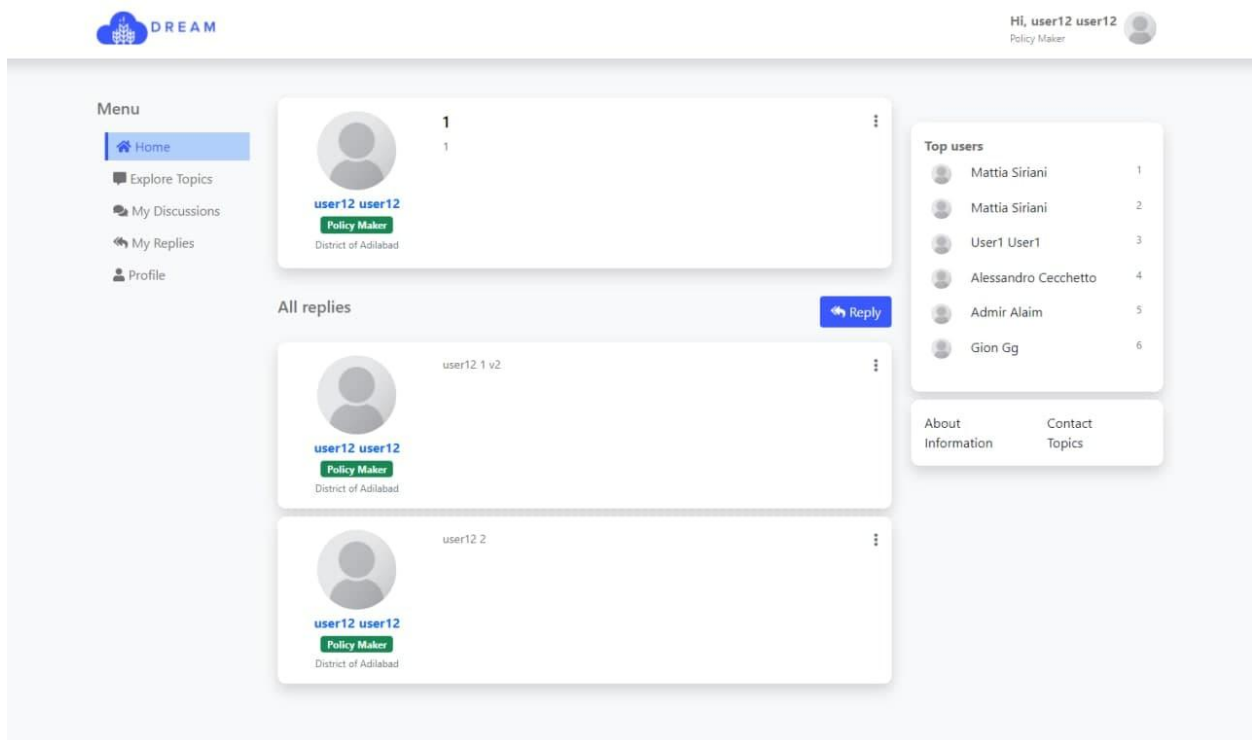 DREAM
Hi, user12 user12
Policy Maker
Menu
Home
Explore Topics
My Discussions
My Replies
Profile
1
1
user12 user12
Policy Maker
District of Adilabad
All replies
Reply
user12 1 v2
user12 user12
Policy Maker
District of Adilabad
user12 2
user12 user12
Policy Maker
District of Adilabad
Top users
Mattia Siriani 1
Mattia Siriani 2
User1 User1 3
Alessandro Cecchetto 4
Admir Alaim 5
Gion Gg 6
About Contact
Information Topics